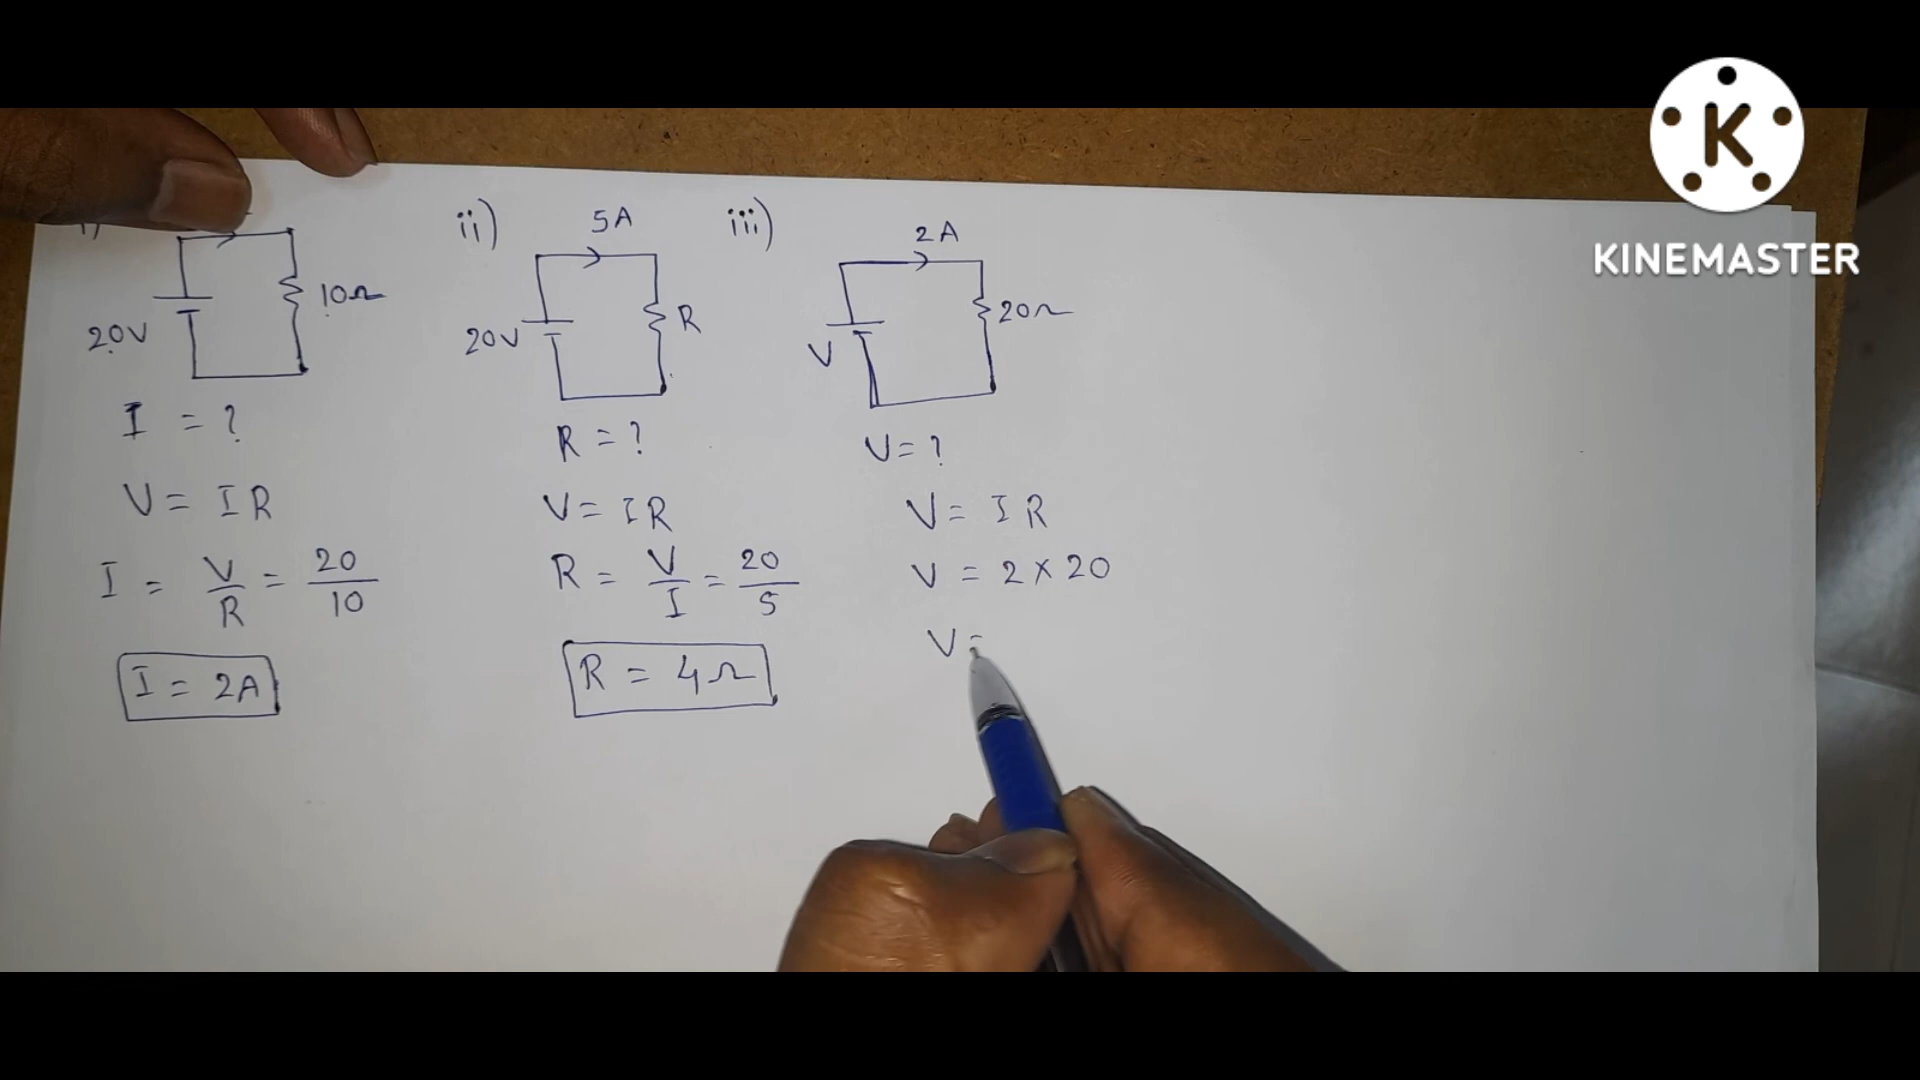 ii)
5A
iii)
2A
10Ω
20V
20V
R
V
20Ω
I = ?
V = IR
I = V/R = 20/10
I = 2A
R = ?
V = IR
R = V/I = 20/5
R = 4Ω
V = ?
V = IR
V = 2 × 20
V =
K
KINEMASTER